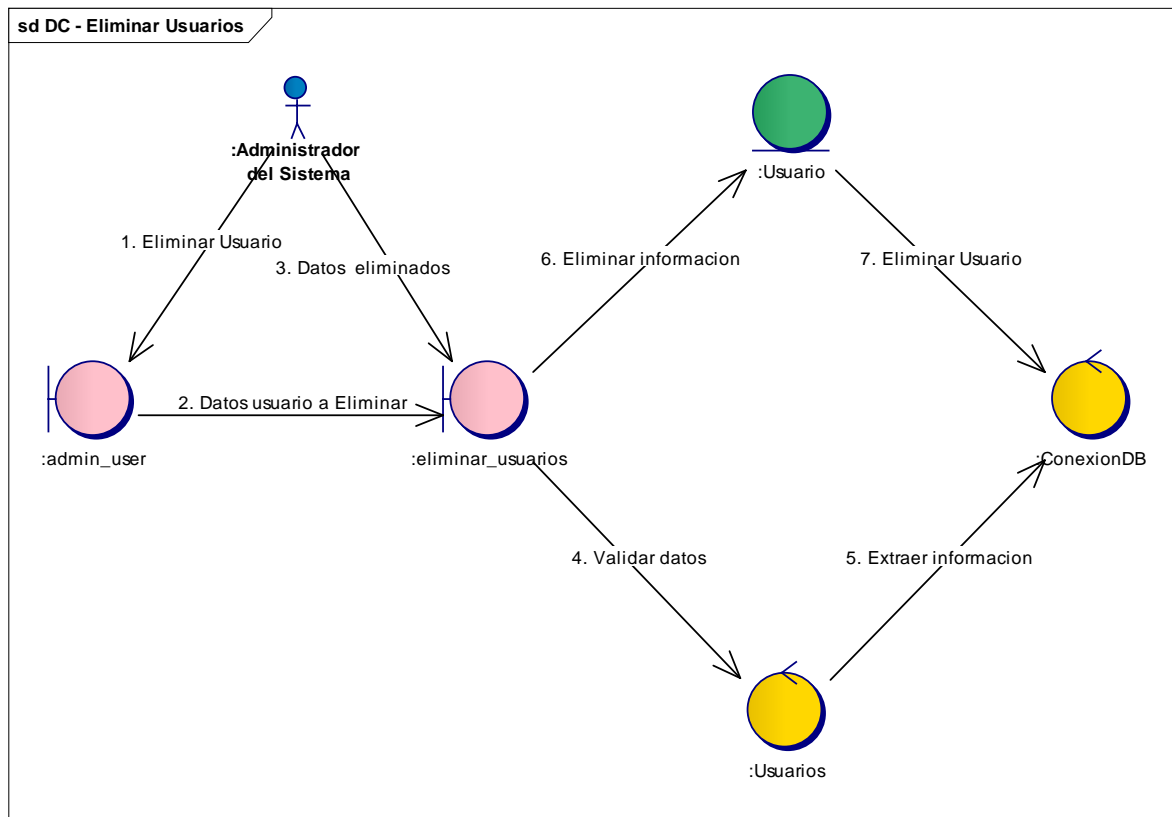 sd DC - Eliminar Usuarios
:Administrador
del Sistema
:Usuario
1. Eliminar Usuario
3. Datos  eliminados
6. Eliminar informacion
7. Eliminar Usuario
2. Datos usuario a Eliminar
:admin_user
:eliminar_usuarios
:ConexionDB
4. Validar datos
5. Extraer informacion
:Usuarios